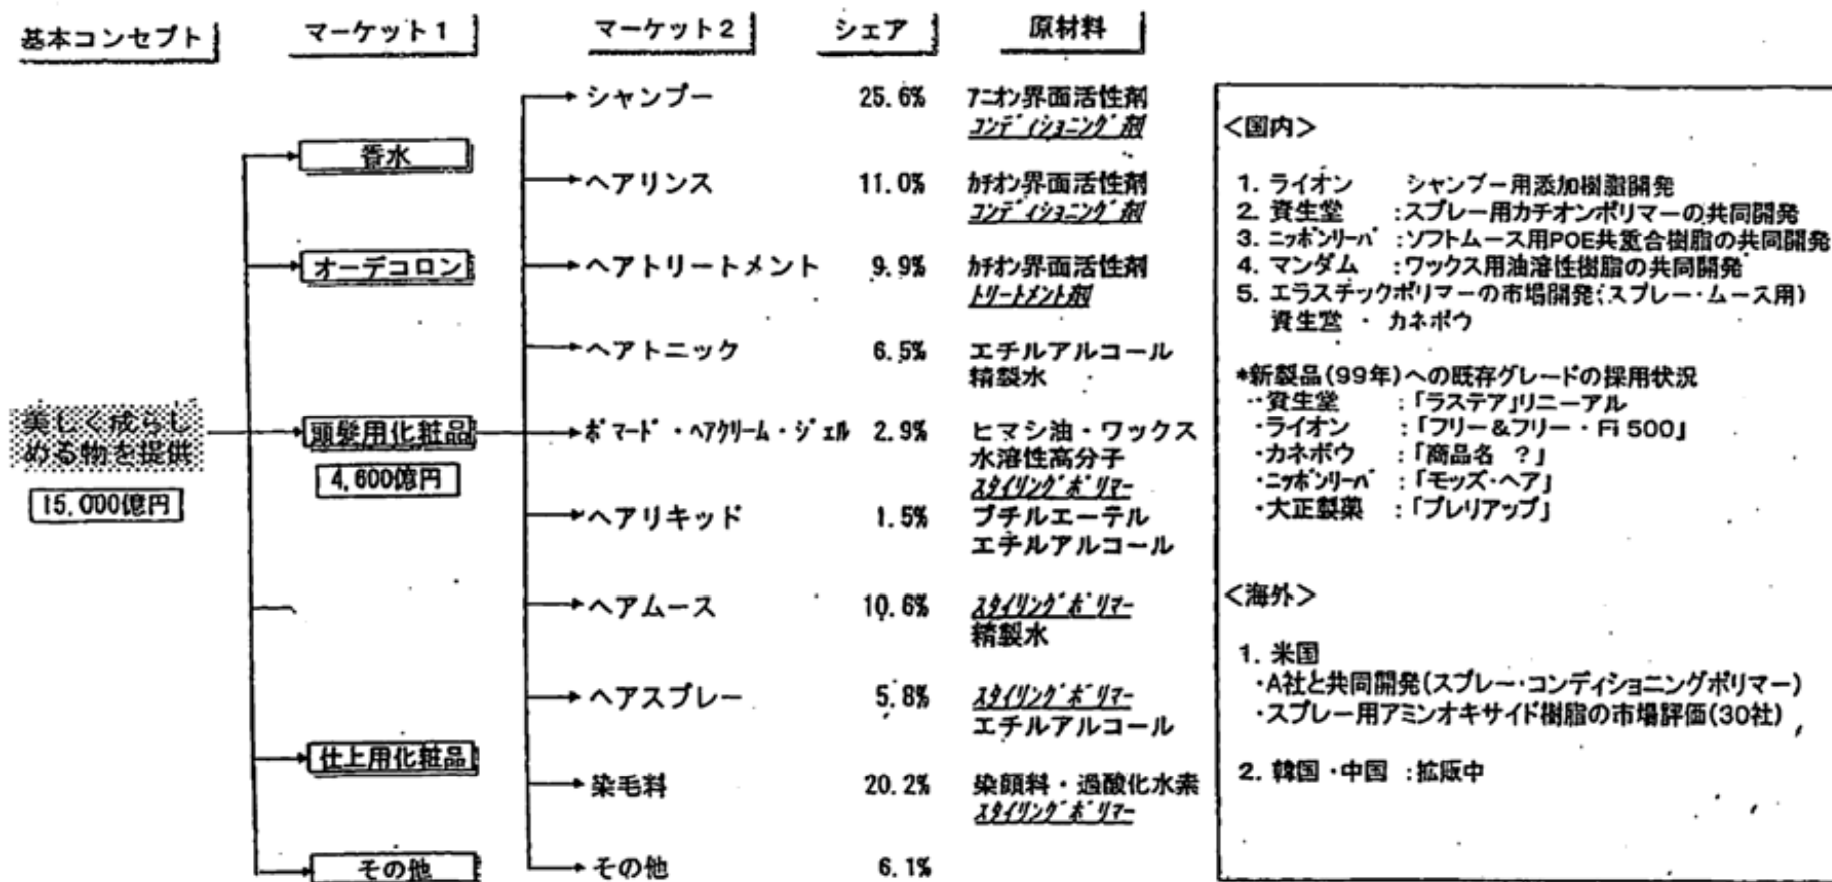 基本コンセプト
マーケット1
マーケット2
シェア
原材料
美しく成らし
める物を提供
15,000億円
香水
オーデコロン
頭髪用化粧品
4,600億円
仕上用化粧品
その他
シャンプー 25.6% アニオン界面活性剤
コンディショニング剤
ヘアリンス 11.0% カチオン界面活性剤
コンディショニング剤
ヘアトリートメント 9.9% カチオン界面活性剤
トリートメント剤
ヘアトニック 6.5% エチルアルコール
精製水
ポマード・ヘアクリーム・ジェル 2.9% ヒマシ油・ワックス
水溶性高分子
スタイリングポリマー
ヘアリキッド 1.5% ブチルエーテル
エチルアルコール
ヘアムース 10.6% スタイリングポリマー
精製水
ヘアスプレー 5.8% スタイリングポリマー
エチルアルコール
染毛料 20.2% 染顔料・過酸化水素
スタイリングポリマー
その他 6.1%
<国内>
1. ライオン シャンプー用添加樹脂開発
2. 資生堂 :スプレー用カチオンポリマーの共同開発
3. ニッポンリーバ :ソフトムース用POE共重合樹脂の共同開発
4. マンダム :ワックス用油溶性樹脂の共同開発
5. エラスチックポリマーの市場開発(スプレー・ムース用)
資生堂 ・ カネボウ
*新製品(99年)への既存グレードの採用状況
・資生堂 :「ラステア」リニーアル
・ライオン :「フリー&フリー・Fi 500」
・カネボウ :「商品名 ?」
・ニッポンリーバ :「モッズ・ヘア」
・大正製薬 :「プレリアップ」
<海外>
1. 米国
・A社と共同開発(スプレー・コンディショニングポリマー)
・スプレー用アミンオキサイド樹脂の市場評価(30社)
2. 韓国・中国 :拡販中